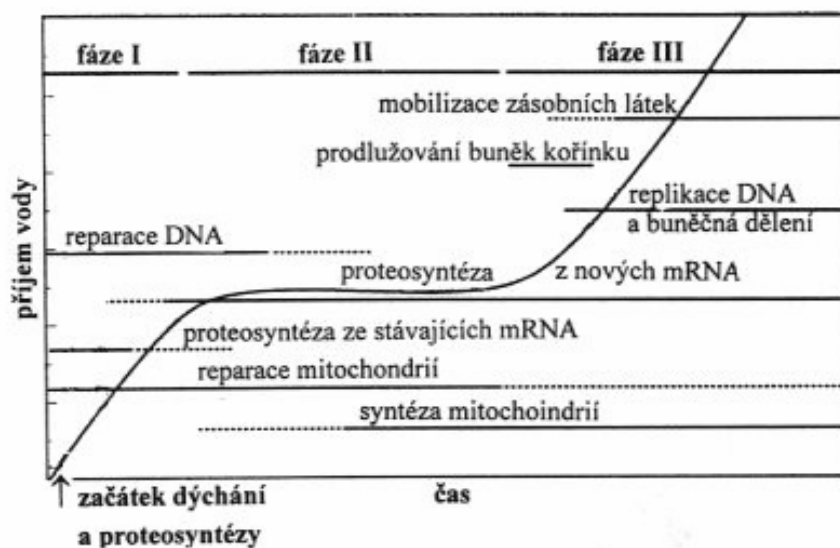 fáze I fáze II fáze III
mobilizace zásobních látek
prodlužování buněk kořínku
replikace DNA
a buněčná dělení
reparace DNA
proteosyntéza z nových mRNA
proteosyntéza ze stávajících mRNA
reparace mitochondrií
syntéza mitochoindrií
příjem vody
začátek dýchání
a proteosyntézy
čas